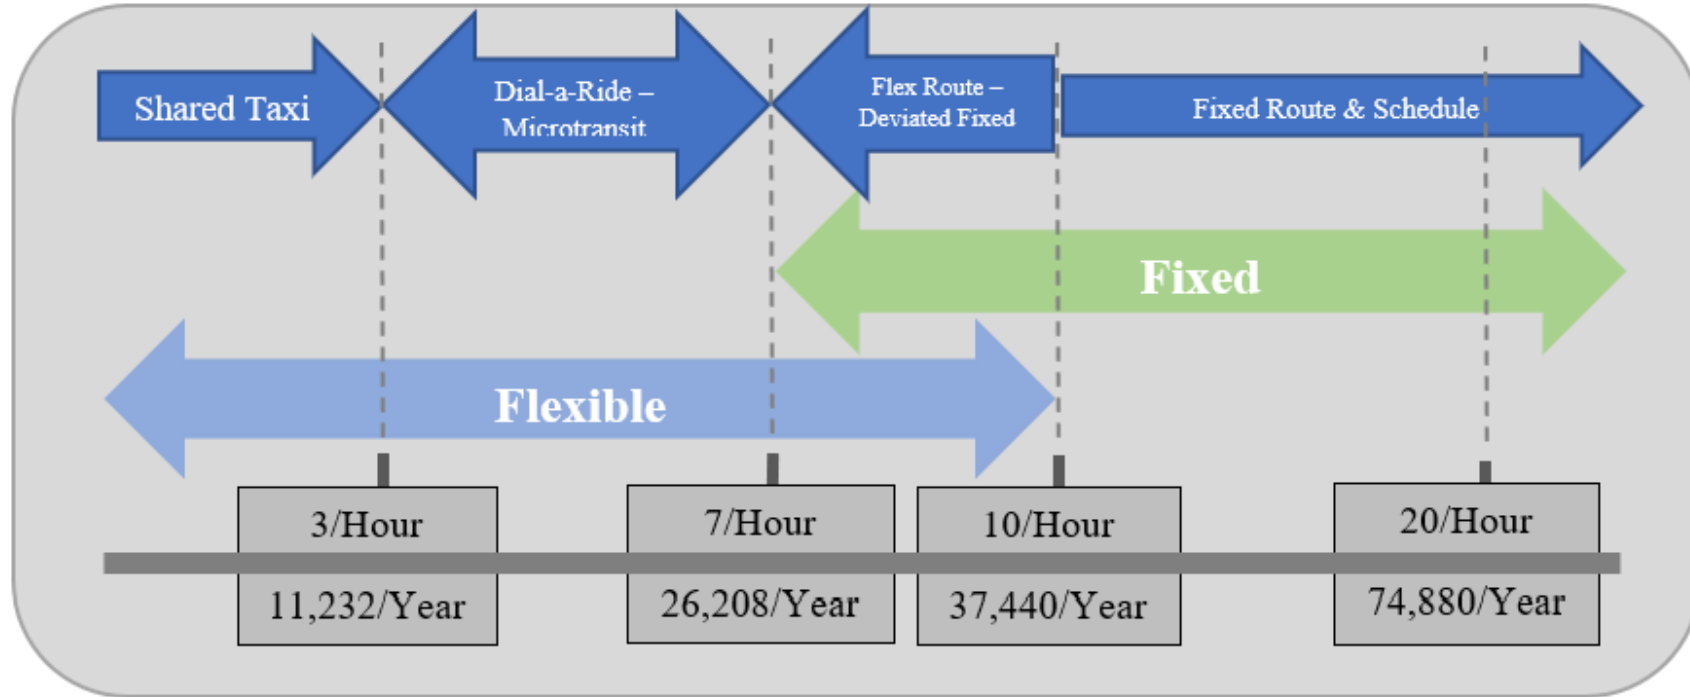 Shared Taxi
Dial-a-Ride –
Microtransit
Flex Route –
Deviated Fixed
Fixed Route & Schedule
Fixed
Flexible
3/Hour
7/Hour
10/Hour
20/Hour
11,232/Year
26,208/Year
37,440/Year
74,880/Year